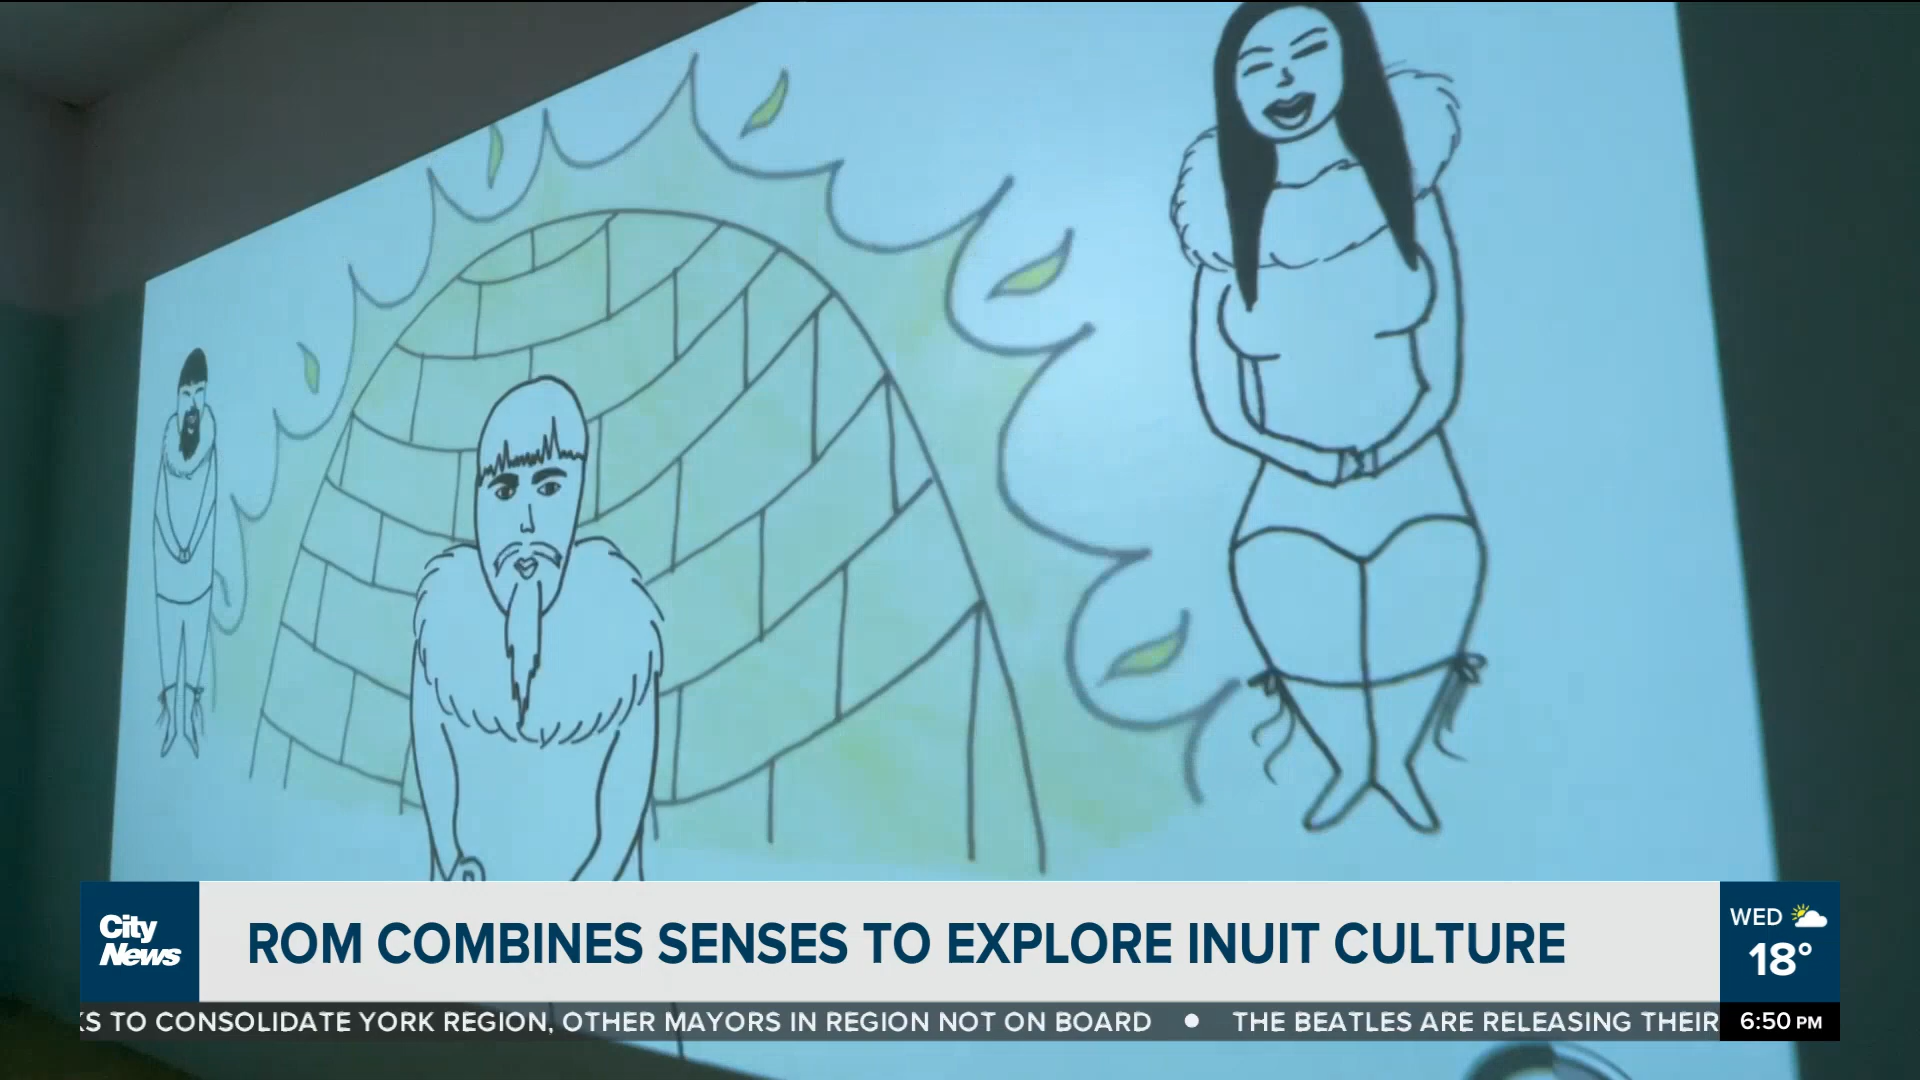 City
News
ROM COMBINES SENSES TO EXPLORE INUIT CULTURE
WED
18°
S TO CONSOLIDATE YORK REGION, OTHER MAYORS IN REGION NOT ON BOARD • THE BEATLES ARE RELEASING THEIR
6:50 PM